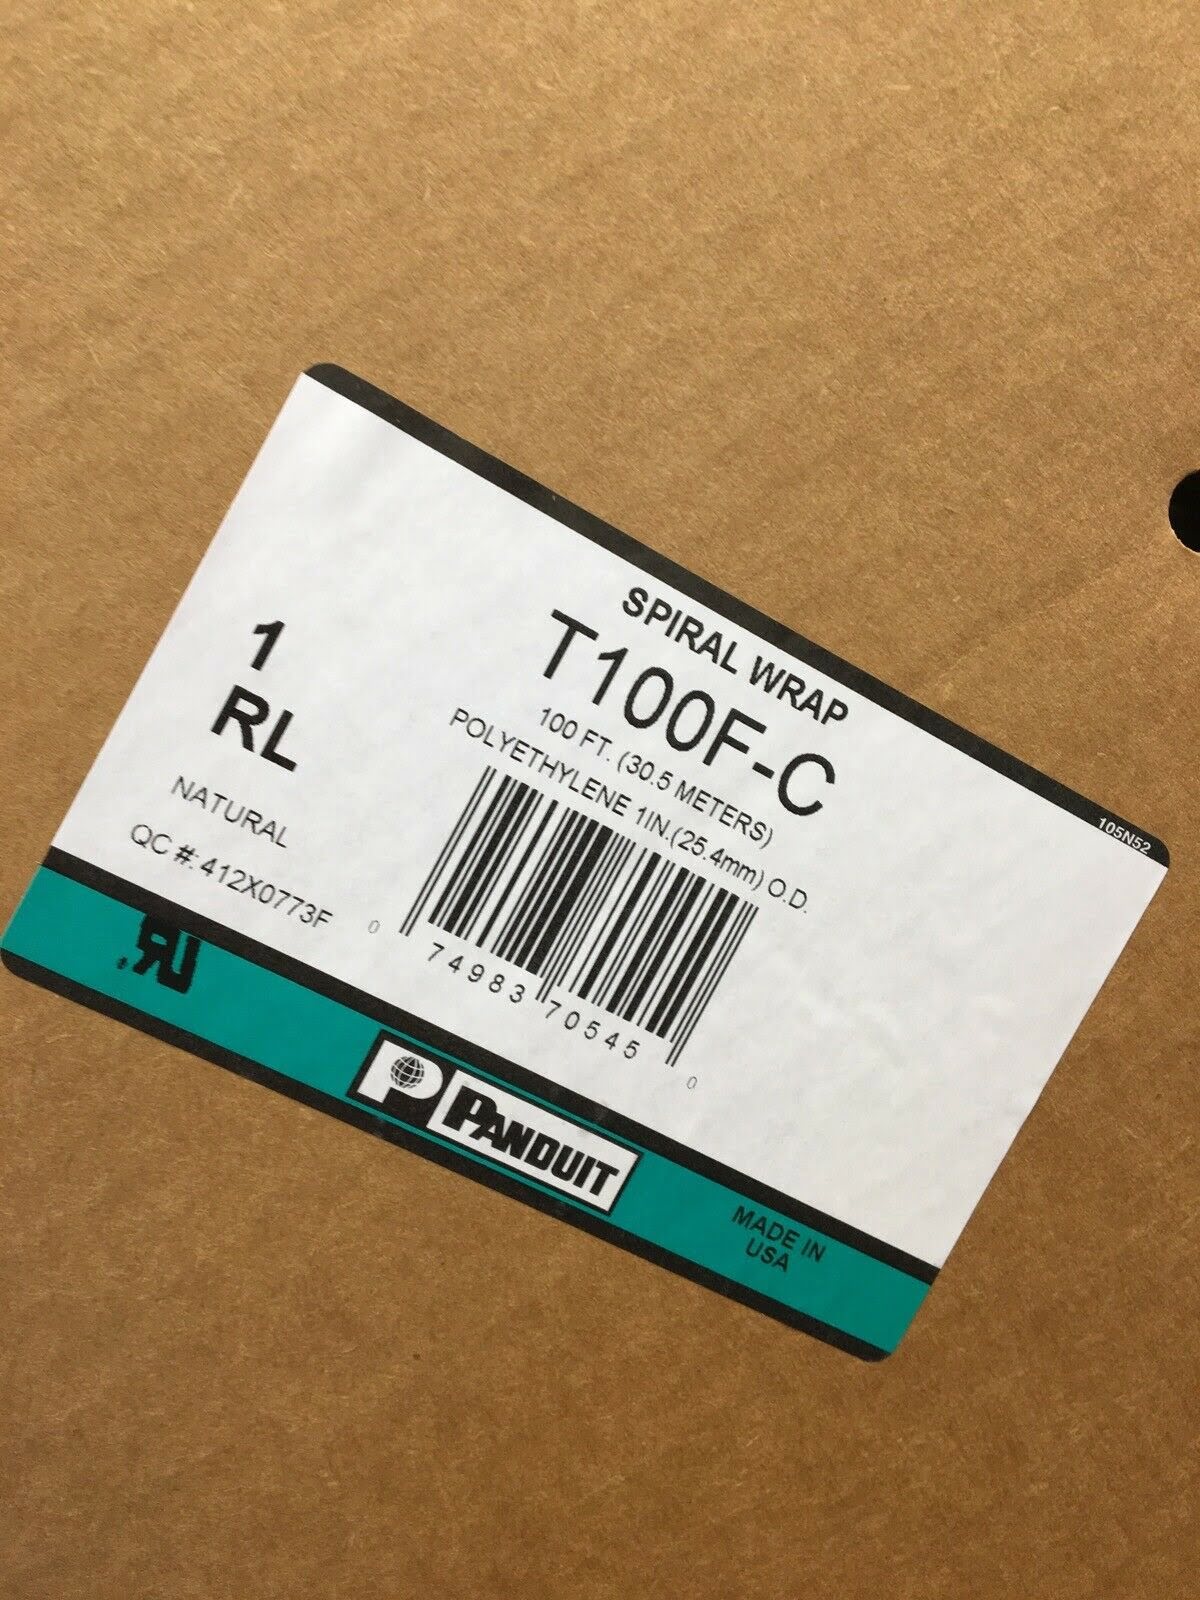 SPIRAL WRAP
T100F-C
100 FT. (30.5 METERS)
POLYETHYLENE 1IN.(25.4mm) O.D.
1
RL
NATURAL
QC #: 412X0773F
0 74983 70545 0
105N52
RU®
P PANDUIT
MADE IN
USA